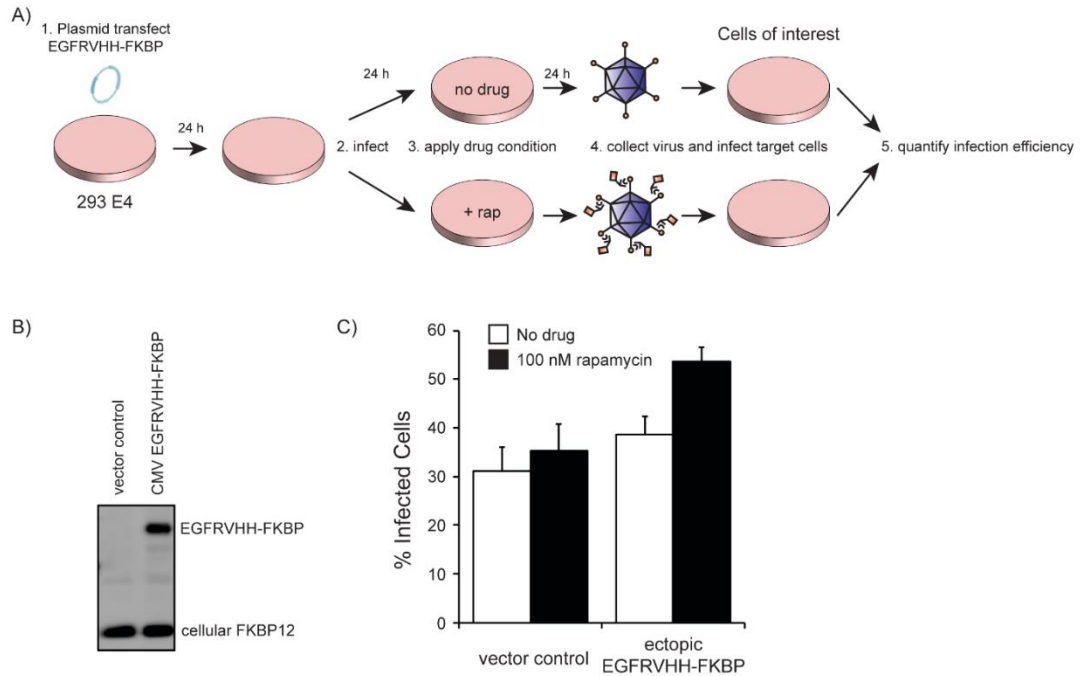 A)
1. Plasmid transfect
EGFRVHH-FKBP
293 E4
24 h
24 h
2. infect
no drug
3. apply drug condition
+ rap
24 h
4. collect virus and infect target cells
Cells of interest
5. quantify infection efficiency
B)
vector control
CMV EGFRVHH-FKBP
EGFRVHH-FKBP
cellular FKBP12
C)
% Infected Cells
60
50
40
30
20
10
0
No drug
100 nM rapamycin
vector control
ectopic
EGFRVHH-FKBP